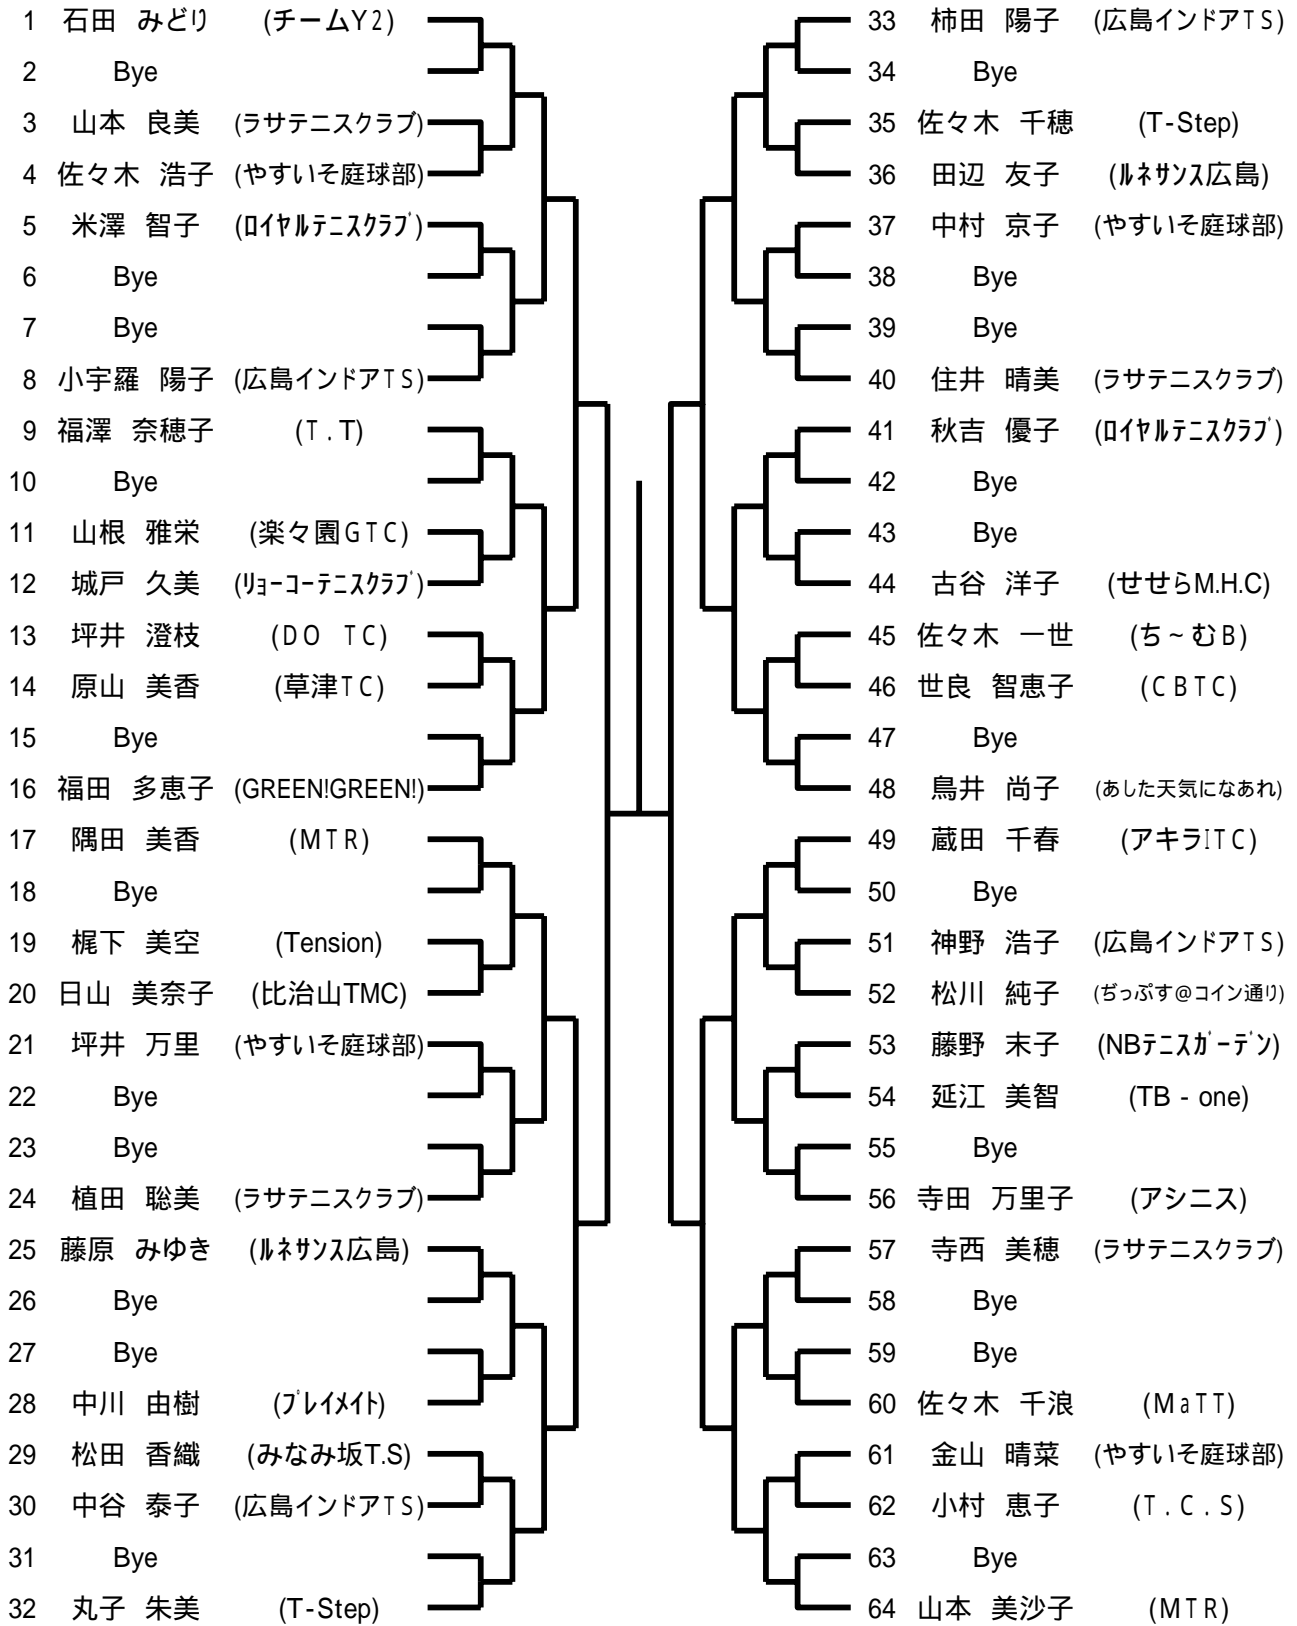 1 石田 みどり (チームY2)
2 Bye
3 山本 良美 (ラサテニスクラブ)
4 佐々木 浩子 (やすいそ庭球部)
5 米澤 智子 (ﾛｲﾔﾙﾃﾆｽｸﾗﾌﾞ)
6 Bye
7 Bye
8 小宇羅 陽子 (広島インドアTS)
9 福澤 奈穂子 (T.T)
10 Bye
11 山根 雅栄 (楽々園GTC)
12 城戸 久美 (ﾘｮｰｺｰﾃﾆｽｸﾗﾌﾞ)
13 坪井 澄枝 (DO TC)
14 原山 美香 (草津TC)
15 Bye
16 福田 多恵子 (GREEN!GREEN!)
17 隅田 美香 (MTR)
18 Bye
19 梶下 美空 (Tension)
20 日山 美奈子 (比治山TMC)
21 坪井 万里 (やすいそ庭球部)
22 Bye
23 Bye
24 植田 聡美 (ラサテニスクラブ)
25 藤原 みゆき (ﾙﾈｻﾝｽ広島)
26 Bye
27 Bye
28 中川 由樹 (ﾌﾟﾚｲﾒｲﾄ)
29 松田 香織 (みなみ坂T.S)
30 中谷 泰子 (広島インドアTS)
31 Bye
32 丸子 朱美 (T-Step)
33 柿田 陽子 (広島インドアTS)
34 Bye
35 佐々木 千穂 (T-Step)
36 田辺 友子 (ﾙﾈｻﾝｽ広島)
37 中村 京子 (やすいそ庭球部)
38 Bye
39 Bye
40 住井 晴美 (ラサテニスクラブ)
41 秋吉 優子 (ﾛｲﾔﾙﾃﾆｽｸﾗﾌﾞ)
42 Bye
43 Bye
44 古谷 洋子 (せせらM.H.C)
45 佐々木 一世 (ち～むB)
46 世良 智恵子 (CBTC)
47 Bye
48 鳥井 尚子 (あした天気になあれ)
49 蔵田 千春 (アキラITC)
50 Bye
51 神野 浩子 (広島インドアTS)
52 松川 純子 (ぢっぷす@コイン通り)
53 藤野 末子 (NBﾃﾆｽｶﾞｰﾃﾞﾝ)
54 延江 美智 (TB - one)
55 Bye
56 寺田 万里子 (アシニス)
57 寺西 美穂 (ラサテニスクラブ)
58 Bye
59 Bye
60 佐々木 千浪 (MaTT)
61 金山 晴菜 (やすいそ庭球部)
62 小村 恵子 (T.C.S)
63 Bye
64 山本 美沙子 (MTR)